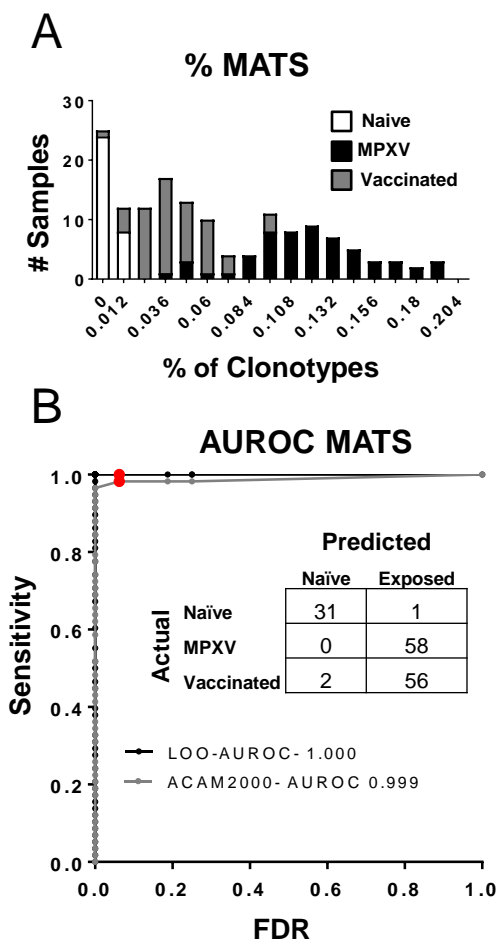 A
% MATS
30
20
10
0
# Samples
Naive
MPXV
Vaccinated
0
0.012
0.036
0.06
0.084
0.108
0.132
0.156
0.18
0.204
% of Clonotypes
B
AUROC MATS
1.0
0.8
0.6
0.4
0.2
0.0
Sensitivity
Predicted
Naïve Exposed
Actual
Naïve 31 1
MPXV 0 58
Vaccinated 2 56
LOO-AUROC- 1.000
ACAM2000- AUROC 0.999
0.0 0.2 0.4 0.6 0.8 1.0
FDR